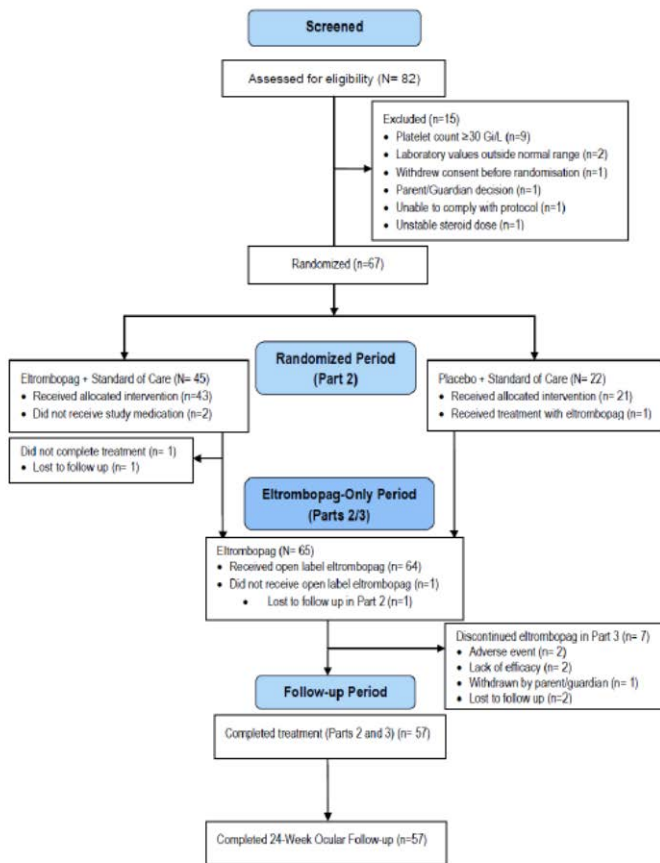 Screened
Assessed for eligibility (N= 82)
Excluded (n=15)
• Platelet count ≥30 Gi/L (n=9)
• Laboratory values outside normal range (n=2)
• Withdrew consent before randomisation (n=1)
• Parent/Guardian decision (n=1)
• Unable to comply with protocol (n=1)
• Unstable steroid dose (n=1)
Randomized (n=67)
Randomized Period
(Part 2)
Eltrombopag + Standard of Care (N= 45)
• Received allocated intervention (n=43)
• Did not receive study medication (n=2)
Placebo + Standard of Care (N= 22)
• Received allocated intervention (n= 21)
• Received treatment with eltrombopag (n=1)
Did not complete treatment (n= 1)
• Lost to follow up (n= 1)
Eltrombopag-Only Period
(Parts 2/3)
Eltrombopag (N= 65)
• Received open label eltrombopag (n= 64)
• Did not receive open label eltrombopag (n=1)
• Lost to follow up in Part 2 (n=1)
Discontinued eltrombopag in Part 3 (n= 7)
• Adverse event (n= 2)
• Lack of efficacy (n= 2)
• Withdrawn by parent/guardian (n= 1)
• Lost to follow up (n=2)
Follow-up Period
Completed treatment (Parts 2 and 3) (n= 57)
Completed 24-Week Ocular Follow-up (n=57)